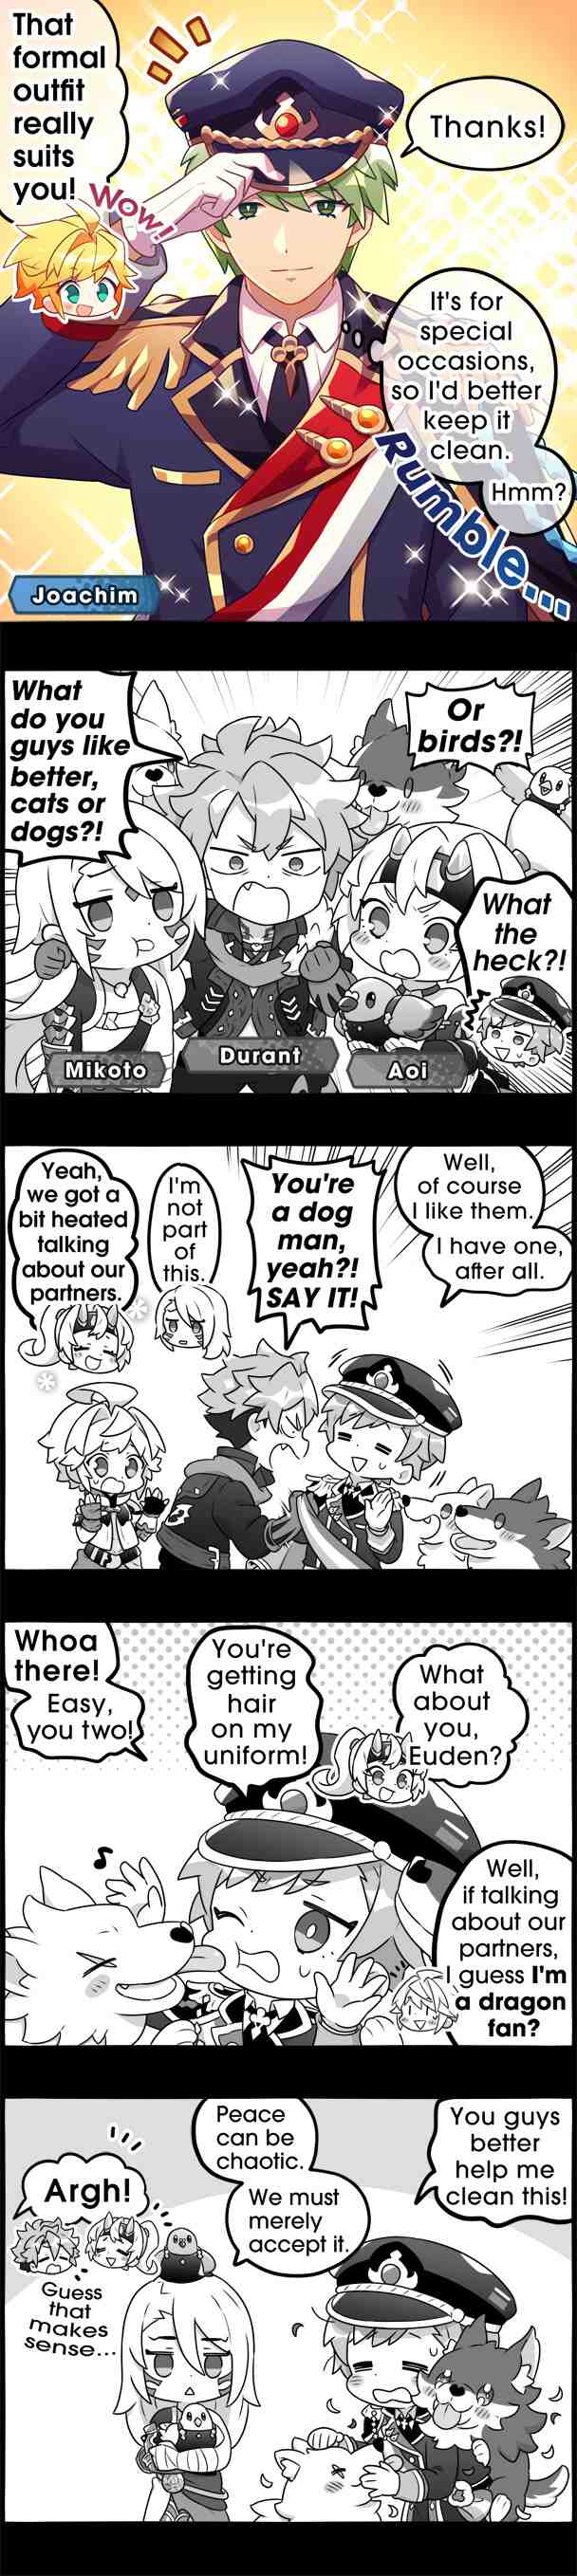 That
formal
outfit
really
suits
you!
Wow!
Thanks!
It's for
special
occasions,
so I'd better
keep it
clean.
Hmm?
Rumble...
Joachim
What
do you
guys like
better,
cats or
dogs?!
Or
birds?!
What
the
heck?!
Mikoto
Durant
Aoi
Yeah,
we got a
bit heated
talking
about our
partners.
I'm
not
part
of
this.
You're
a dog
man,
yeah?!
SAY IT!
Well,
of course
I like them.
I have one,
after all.
Whoa
there!
Easy,
you two!
You're
getting
hair
on my
uniform!
What
about
you,
Euden?
Well,
if talking
about our
partners,
I guess I'm
a dragon
fan?
Argh!
Guess
that
makes
sense...
Peace
can be
chaotic.
We must
merely
accept it.
You guys
better
help me
clean this!